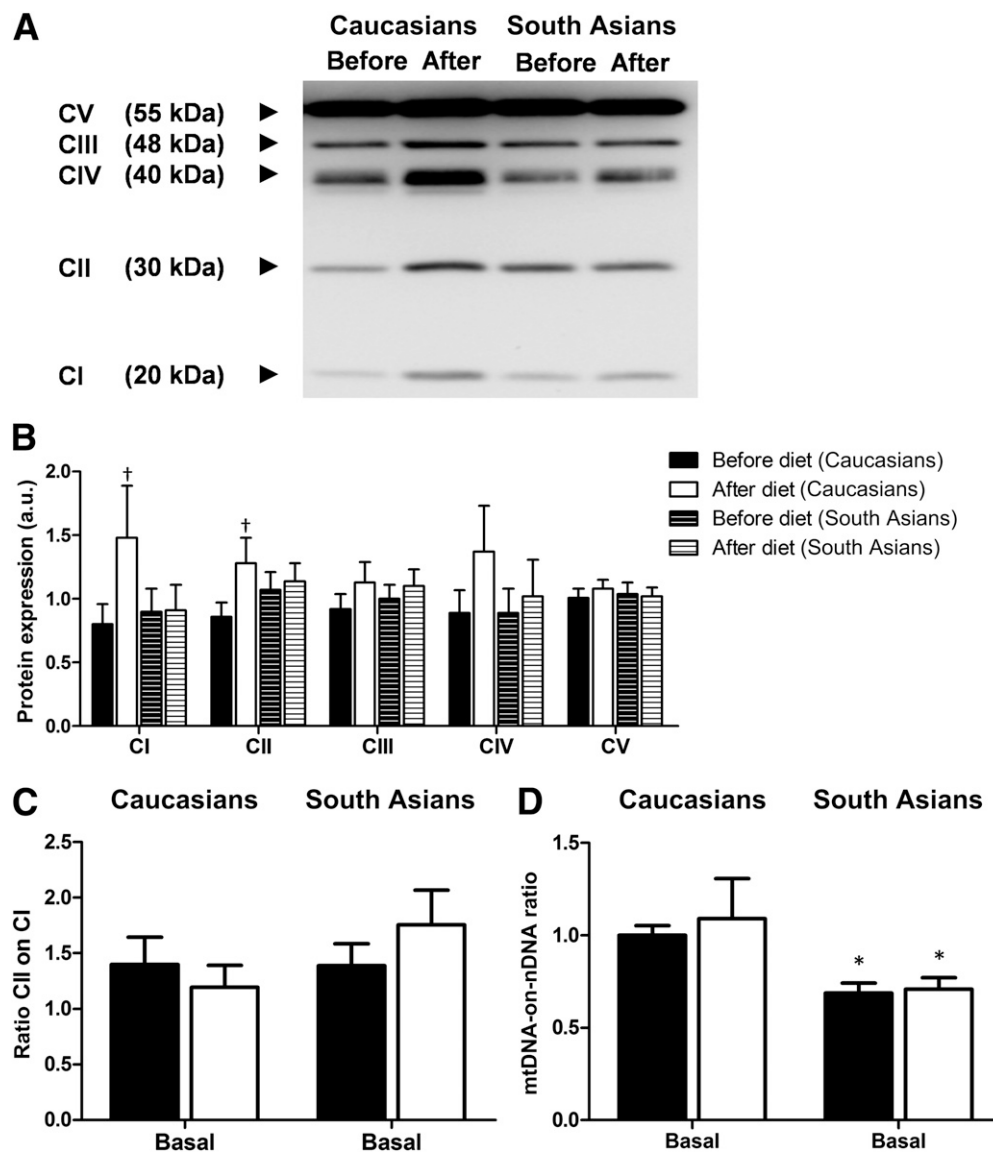 A
Caucasians South Asians
Before After Before After
CV (55 kDa)
CIII (48 kDa)
CIV (40 kDa)
CII (30 kDa)
CI (20 kDa)
B
Protein expression (a.u.)
2.0
1.5
1.0
0.5
0.0
† †
CI CII CIII CIV CV
Before diet (Caucasians)
After diet (Caucasians)
Before diet (South Asians)
After diet (South Asians)
C
Caucasians South Asians
Ratio CII on CI
2.5
2.0
1.5
1.0
0.5
0.0
Basal Basal
D
Caucasians South Asians
mtDNA-on-nDNA ratio
1.5
1.0
0.5
0.0
* *
Basal Basal